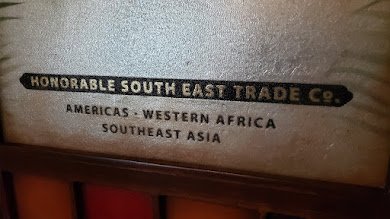 HONORABLE SOUTH EAST TRADE Co.
AMERICAS - WESTERN AFRICA
SOUTHEAST ASIA